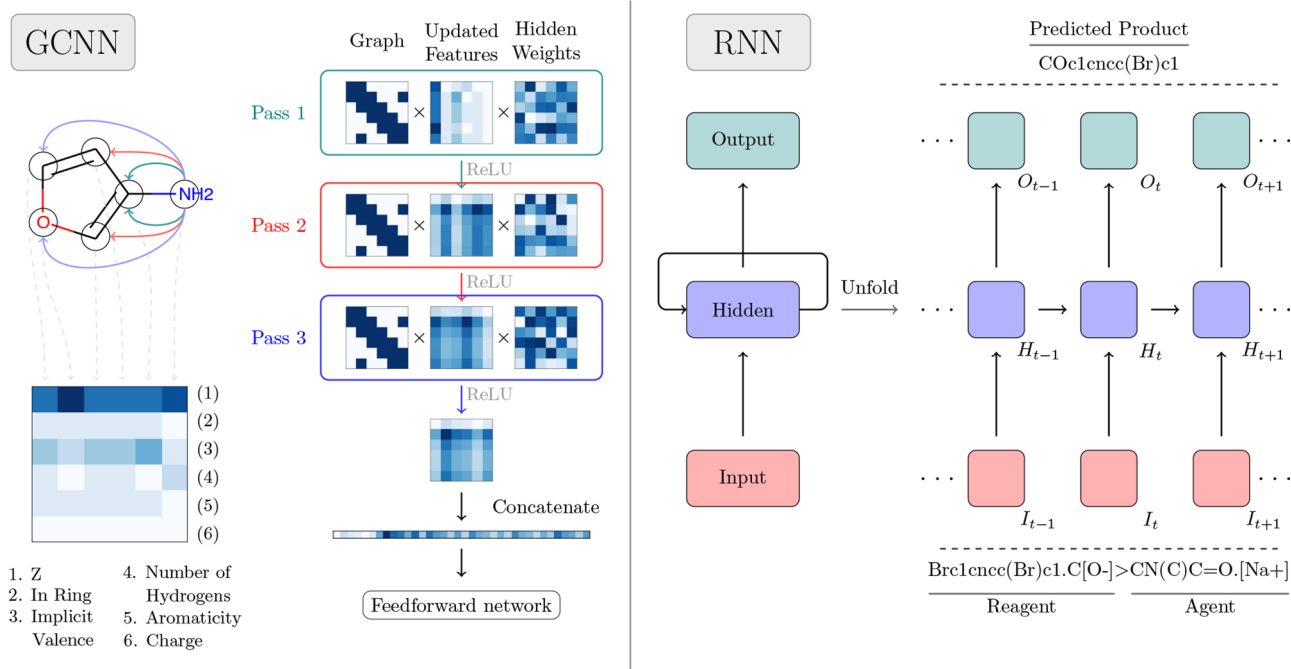 GCNN
Graph
Updated
Features
Hidden
Weights
Pass 1
×
×
ReLU
Pass 2
×
×
ReLU
Pass 3
×
×
ReLU
Concatenate
Feedforward network
O
NH2
(1)
(2)
(3)
(4)
(5)
(6)
1. Z
2. In Ring
3. Implicit
Valence
4. Number of
Hydrogens
5. Aromaticity
6. Charge
RNN
Output
Hidden
Input
Unfold
Predicted Product
COc1cncc(Br)c1
· · ·
· · ·
O_{t−1}
O_t
O_{t+1}
· · ·
· · ·
H_{t−1}
H_t
H_{t+1}
· · ·
· · ·
I_{t−1}
I_t
I_{t+1}
Brc1cncc(Br)c1.C[O-]>CN(C)C=O.[Na+]
Reagent
Agent